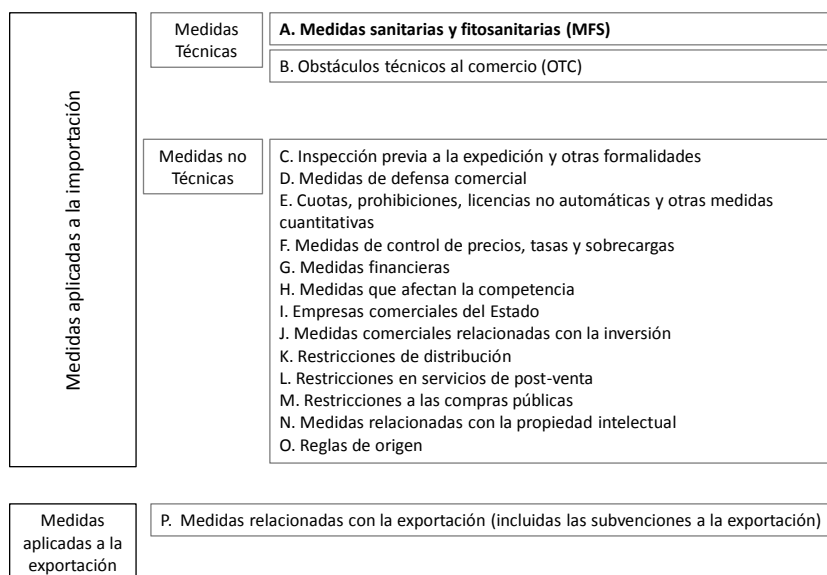 Medidas aplicadas a la importación
Medidas
Técnicas
A. Medidas sanitarias y fitosanitarias (MFS)
B. Obstáculos técnicos al comercio (OTC)
Medidas no
Técnicas
C. Inspección previa a la expedición y otras formalidades
D. Medidas de defensa comercial
E. Cuotas, prohibiciones, licencias no automáticas y otras medidas
cuantitativas
F. Medidas de control de precios, tasas y sobrecargas
G. Medidas financieras
H. Medidas que afectan la competencia
I. Empresas comerciales del Estado
J. Medidas comerciales relacionadas con la inversión
K. Restricciones de distribución
L. Restricciones en servicios de post-venta
M. Restricciones a las compras públicas
N. Medidas relacionadas con la propiedad intelectual
O. Reglas de origen
Medidas
aplicadas a la
exportación
P. Medidas relacionadas con la exportación (incluidas las subvenciones a la exportación)